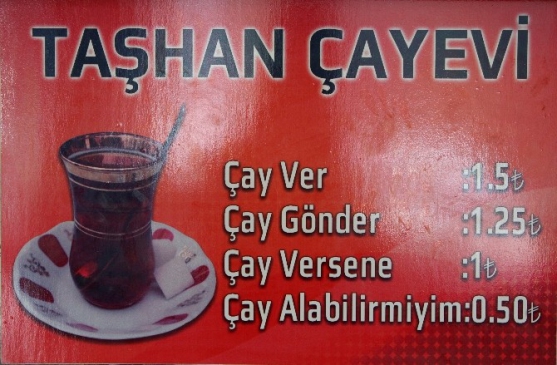 TAŞHAN ÇAYEVİ
Çay Ver :1.5₺
Çay Gönder :1.25₺
Çay Versene :1₺
Çay Alabilirmiyim:0.50₺